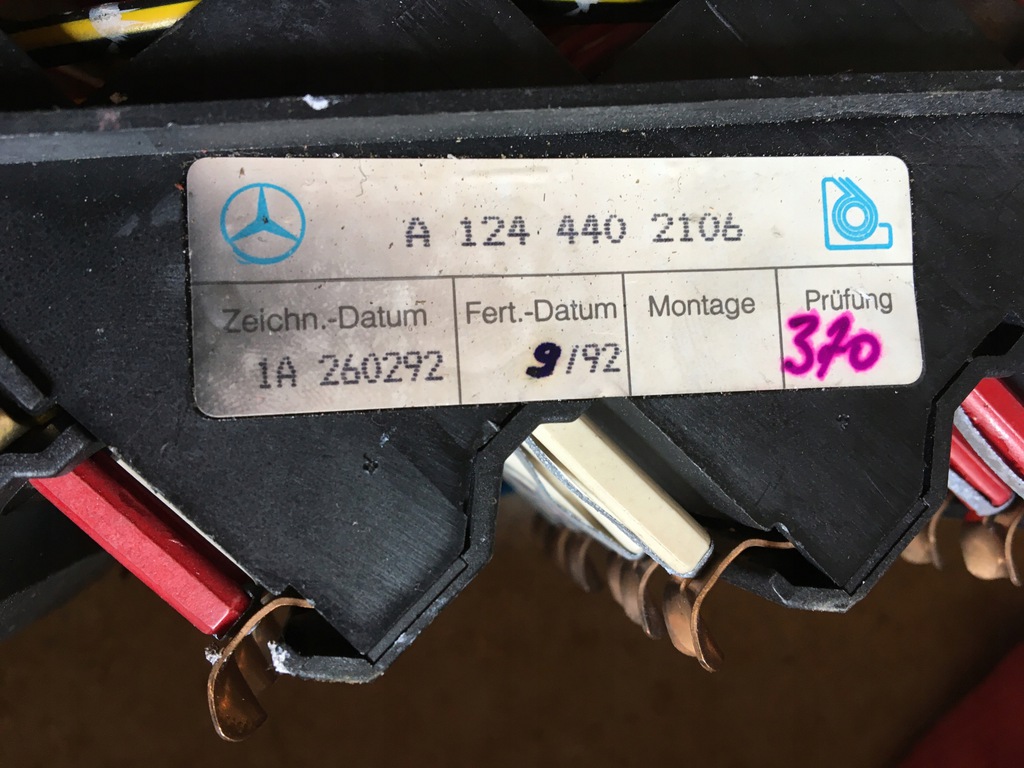 A 124 440 2106
Zeichn.-Datum Fert.-Datum Montage Prüfung
1A 260292 9/92 370